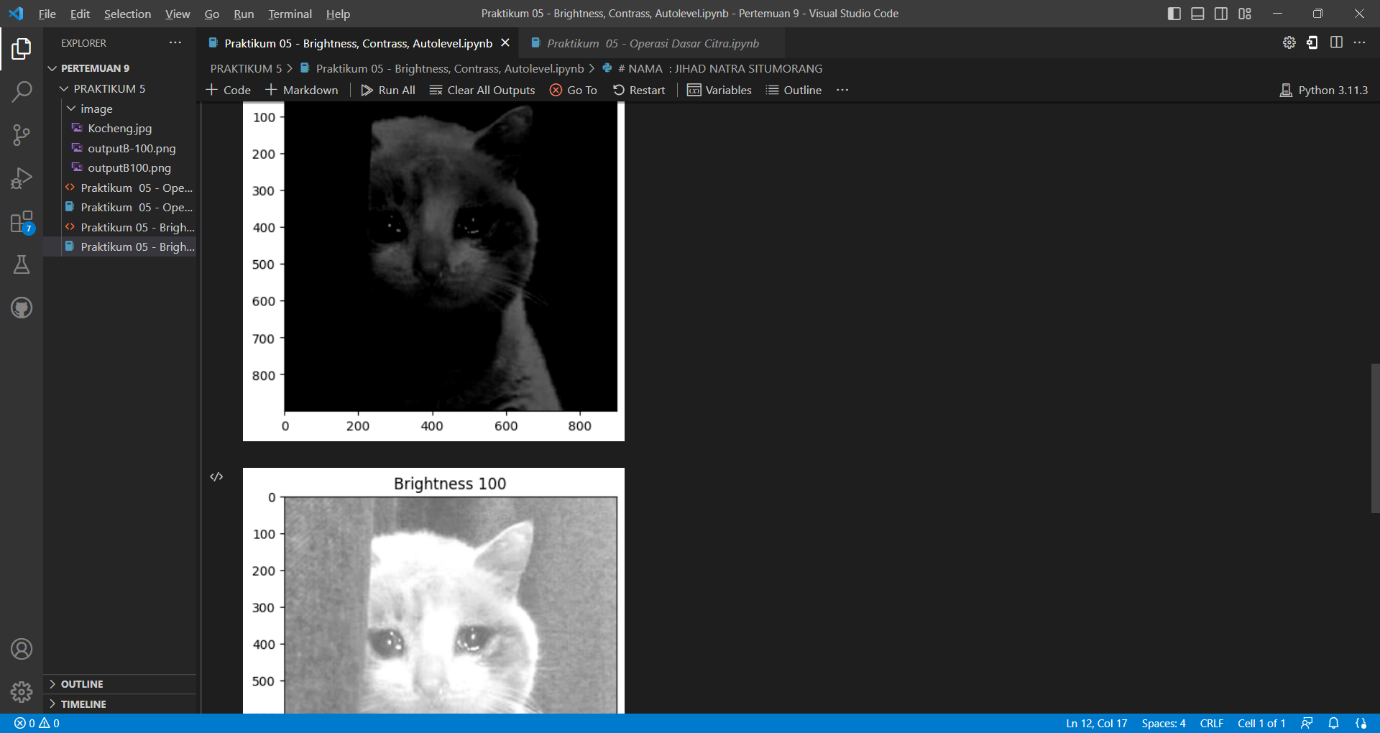 File Edit Selection View Go Run Terminal Help
Praktikum 05 - Brightness, Contrass, Autolevel.ipynb - Pertemuan 9 - Visual Studio Code
EXPLORER
PERTEMUAN 9
PRAKTIKUM 5
image
Kocheng.jpg
outputB-100.png
outputB100.png
Praktikum 05 - Ope...
Praktikum 05 - Ope...
Praktikum 05 - Brigh...
Praktikum 05 - Brigh...
7
OUTLINE
TIMELINE
Praktikum 05 - Brightness, Contrass, Autolevel.ipynb
Praktikum 05 - Operasi Dasar Citra.ipynb
PRAKTIKUM 5 > Praktikum 05 - Brightness, Contrass, Autolevel.ipynb > # NAMA : JIHAD NATRA SITUMORANG
+ Code + Markdown Run All Clear All Outputs Go To Restart Variables Outline ...
Python 3.11.3
100
200
300
400
500
600
700
800
0 200 400 600 800
Brightness 100
0
100
200
300
400
500
0 0
Ln 12, Col 17 Spaces: 4 CRLF Cell 1 of 1